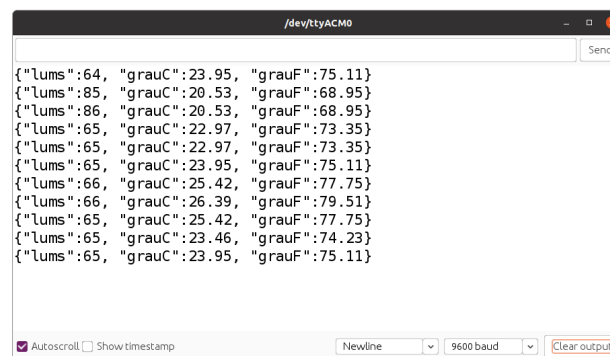 /dev/ttyACM0
Send
{"lums":64, "grauC":23.95, "grauF":75.11}
{"lums":85, "grauC":20.53, "grauF":68.95}
{"lums":86, "grauC":20.53, "grauF":68.95}
{"lums":65, "grauC":22.97, "grauF":73.35}
{"lums":65, "grauC":22.97, "grauF":73.35}
{"lums":65, "grauC":23.95, "grauF":75.11}
{"lums":66, "grauC":25.42, "grauF":77.75}
{"lums":66, "grauC":26.39, "grauF":79.51}
{"lums":65, "grauC":25.42, "grauF":77.75}
{"lums":65, "grauC":23.46, "grauF":74.23}
{"lums":65, "grauC":23.95, "grauF":75.11}
Autoscroll Show timestamp Newline 9600 baud Clear output